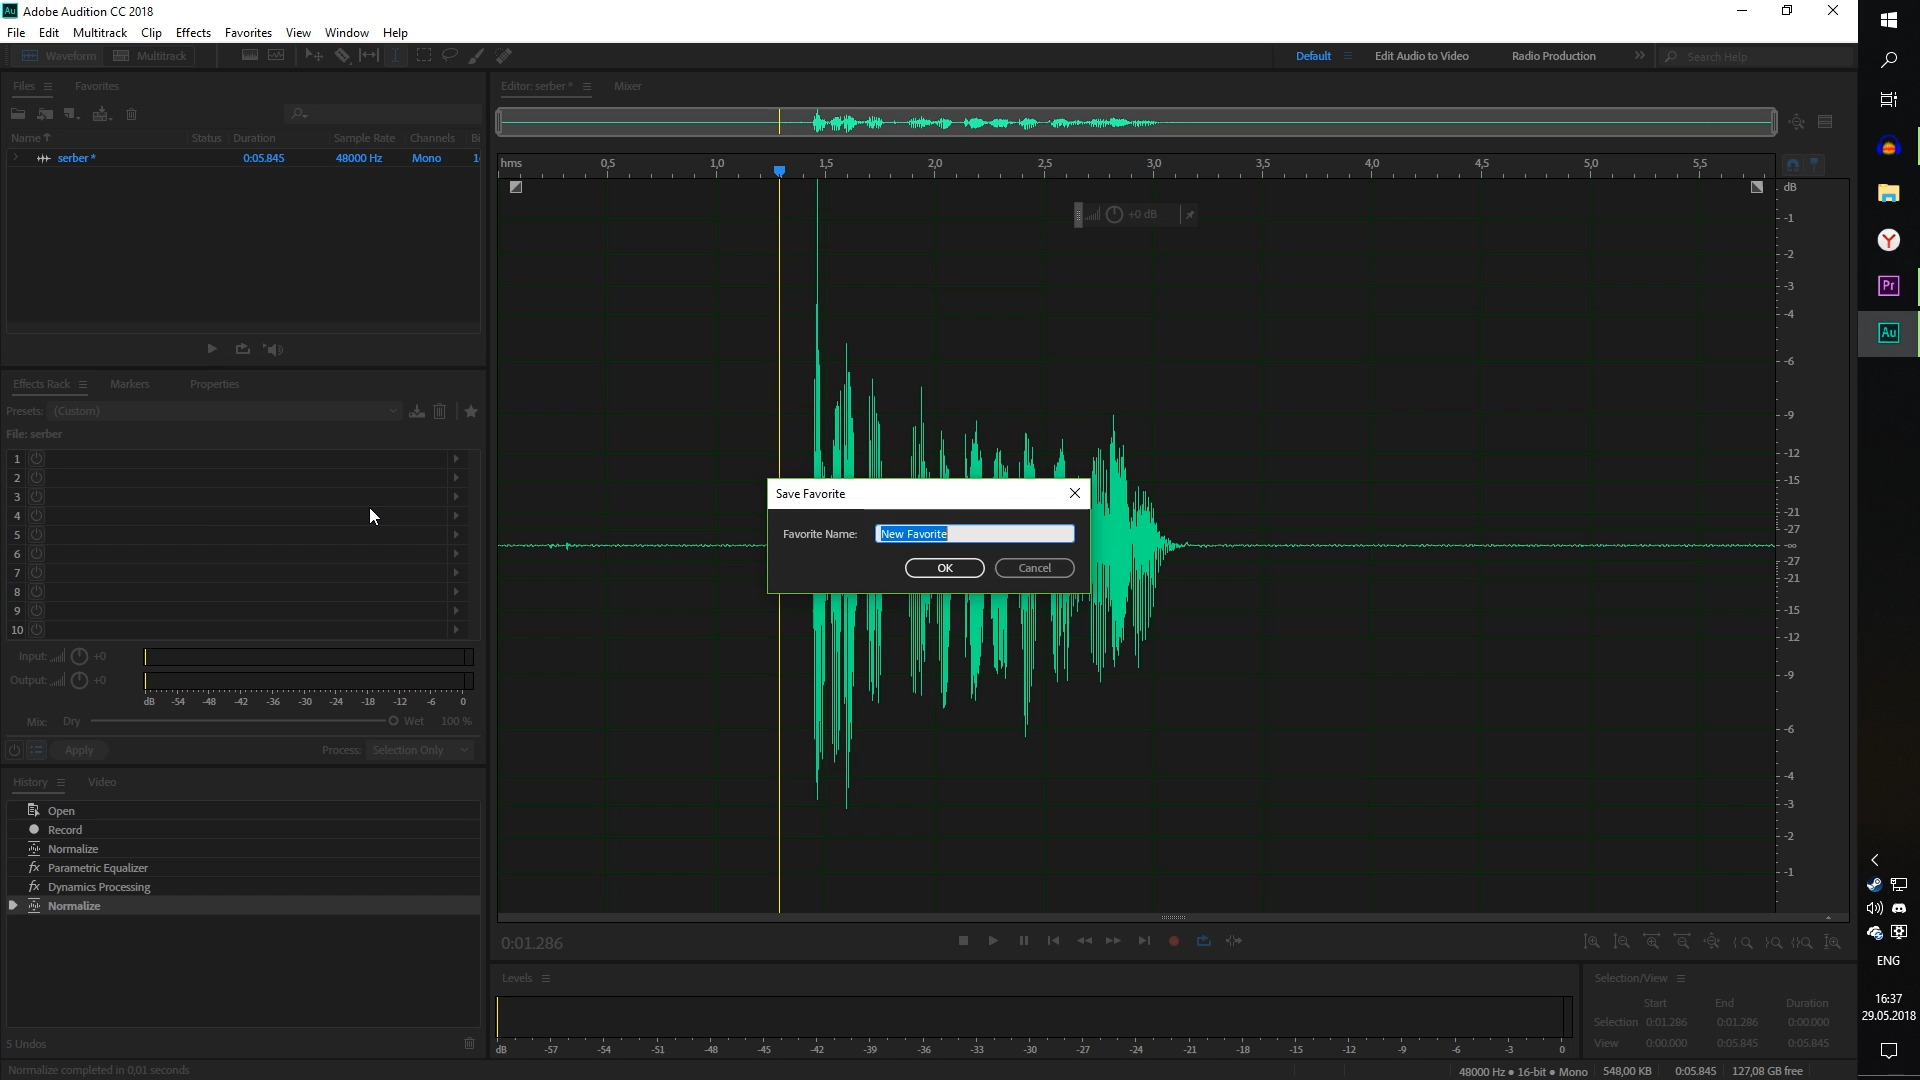 Au Adobe Audition CC 2018
File Edit Multitrack Clip Effects Favorites View Window Help
Waveform Multitrack Default Edit Audio to Video Radio Production Search Help
Files Favorites
Editor: serber * Mixer
Name Status Duration Sample Rate Channels Bi
serber * 0:05.845 48000 Hz Mono 1
hms 0,5 1,0 1,5 2,0 2,5 3,0 3,5 4,0 4,5 5,0 5,5
dB
-1
-2
-3
-4
-6
-9
-12
-15
-21
-27
-∞
-27
-21
-15
-12
-9
-6
-4
-3
-2
-1
+0 dB
Effects Rack Markers Properties
Presets: (Custom)
File: serber
1
2
3
4
5
6
7
8
9
10
Input: +0
Output: +0
dB -54 -48 -42 -36 -30 -24 -18 -12 -6 0
Mix: Dry Wet 100 %
Apply Process: Selection Only
Save Favorite
Favorite Name: New Favorite
OK Cancel
History Video
Open
Record
Normalize
Parametric Equalizer
Dynamics Processing
Normalize
5 Undos
Normalize completed in 0,01 seconds
0:01.286
Levels
dB -57 -54 -51 -48 -45 -42 -39 -36 -33 -30 -27 -24 -21 -18 -15 -12 -9 -6 -3 0
Selection/View
Start End Duration
Selection 0:01.286 0:01.286 0:00.000
View 0:00.000 0:05.845 0:05.845
48000 Hz • 16-bit • Mono 548,00 KB 0:05.845 127,08 GB free
Y
Pr
Au
ENG
16:37
29.05.2018